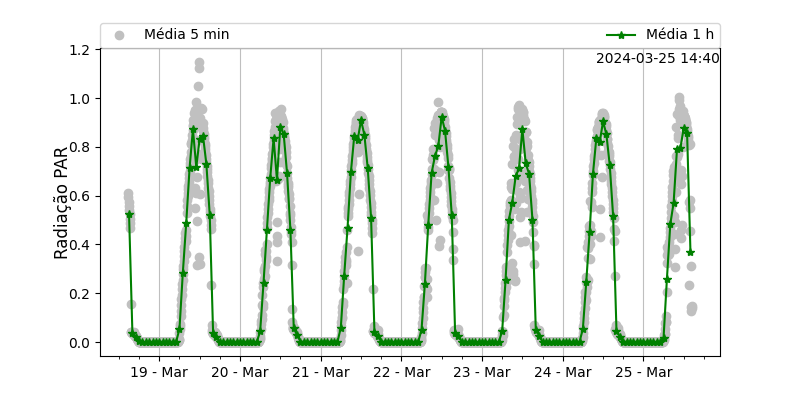 Média 5 min
Média 1 h
2024-03-25 14:40
Radiação PAR
1.2
1.0
0.8
0.6
0.4
0.2
0.0
19 - Mar
20 - Mar
21 - Mar
22 - Mar
23 - Mar
24 - Mar
25 - Mar